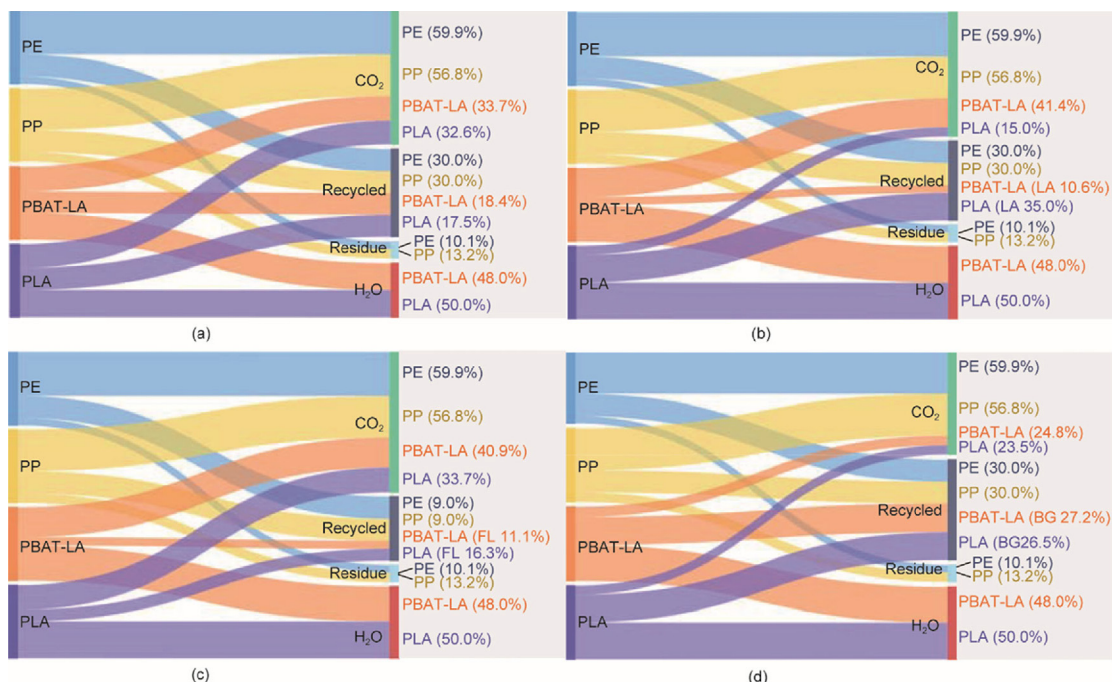 PE
PP
PBAT-LA
PLA
CO2
Recycled
Residue
H2O
PE (59.9%)
PP (56.8%)
PBAT-LA (33.7%)
PLA (32.6%)
PE (30.0%)
PP (30.0%)
PBAT-LA (18.4%)
PLA (17.5%)
PE (10.1%)
PP (13.2%)
PBAT-LA (48.0%)
PLA (50.0%)
(a)
PE
PP
PBAT-LA
PLA
CO2
Recycled
Residue
H2O
PE (59.9%)
PP (56.8%)
PBAT-LA (41.4%)
PLA (15.0%)
PE (30.0%)
PP (30.0%)
PBAT-LA (LA 10.6%)
PLA (LA 35.0%)
PE (10.1%)
PP (13.2%)
PBAT-LA (48.0%)
PLA (50.0%)
(b)
PE
PP
PBAT-LA
PLA
CO2
Recycled
Residue
H2O
PE (59.9%)
PP (56.8%)
PBAT-LA (40.9%)
PLA (33.7%)
PE (9.0%)
PP (9.0%)
PBAT-LA (FL 11.1%)
PLA (FL 16.3%)
PE (10.1%)
PP (13.2%)
PBAT-LA (48.0%)
PLA (50.0%)
(c)
PE
PP
PBAT-LA
PLA
CO2
Recycled
Residue
H2O
PE (59.9%)
PP (56.8%)
PBAT-LA (24.8%)
PLA (23.5%)
PE (30.0%)
PP (30.0%)
PBAT-LA (BG 27.2%)
PLA (BG26.5%)
PE (10.1%)
PP (13.2%)
PBAT-LA (48.0%)
PLA (50.0%)
(d)